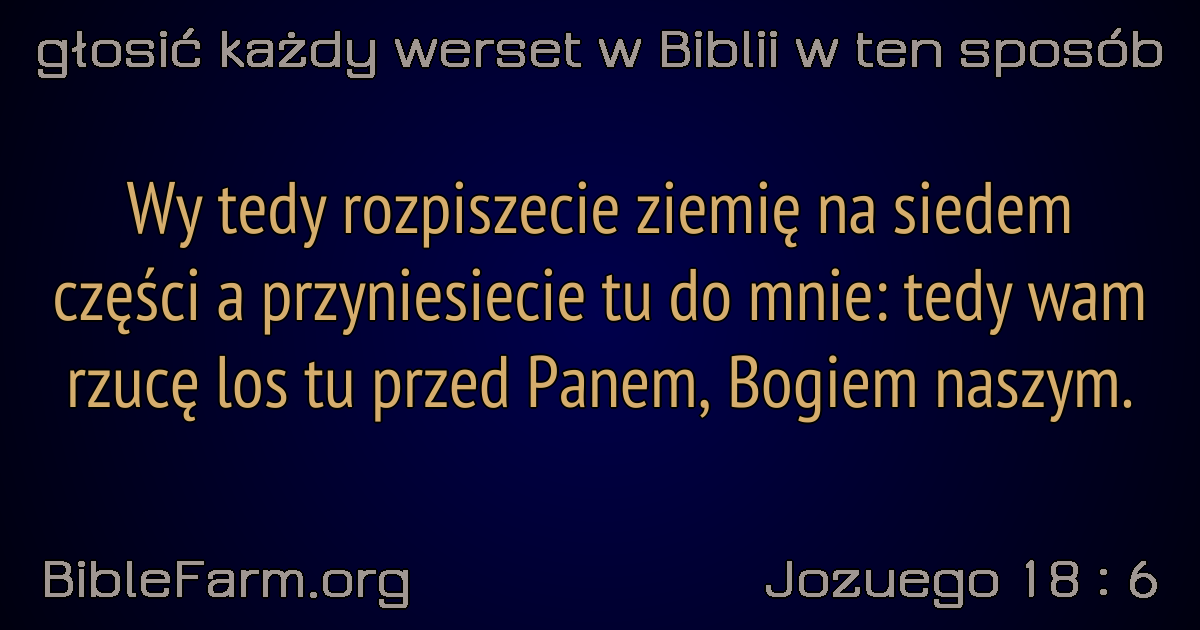 głosić każdy werset w Biblii w ten sposób
Wy tedy rozpiszecie ziemię na siedem
części a przyniesiecie tu do mnie: tedy wam
rzucę los tu przed Panem, Bogiem naszym.
BibleFarm.org
Jozuego 18 : 6